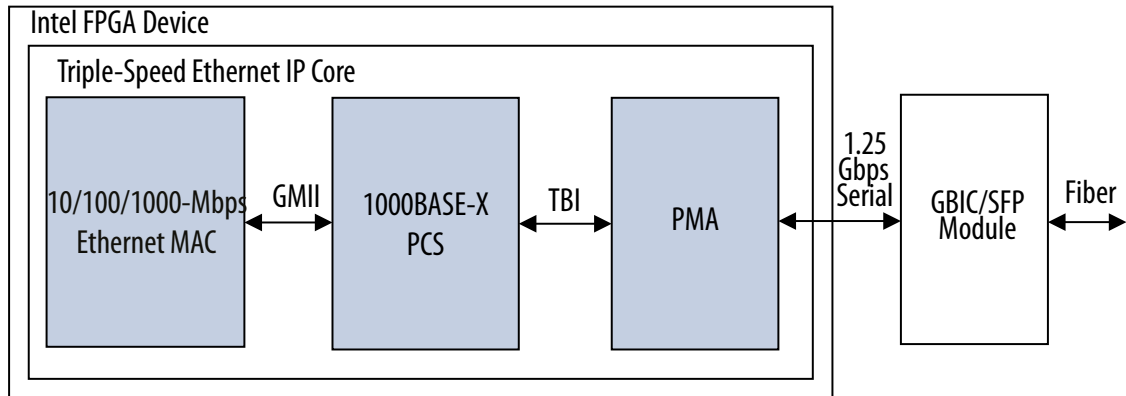 Intel FPGA Device
Triple-Speed Ethernet IP Core
10/100/1000-Mbps
Ethernet MAC
GMII
1000BASE-X
PCS
TBI
PMA
1.25
Gbps
Serial
GBIC/SFP
Module
Fiber